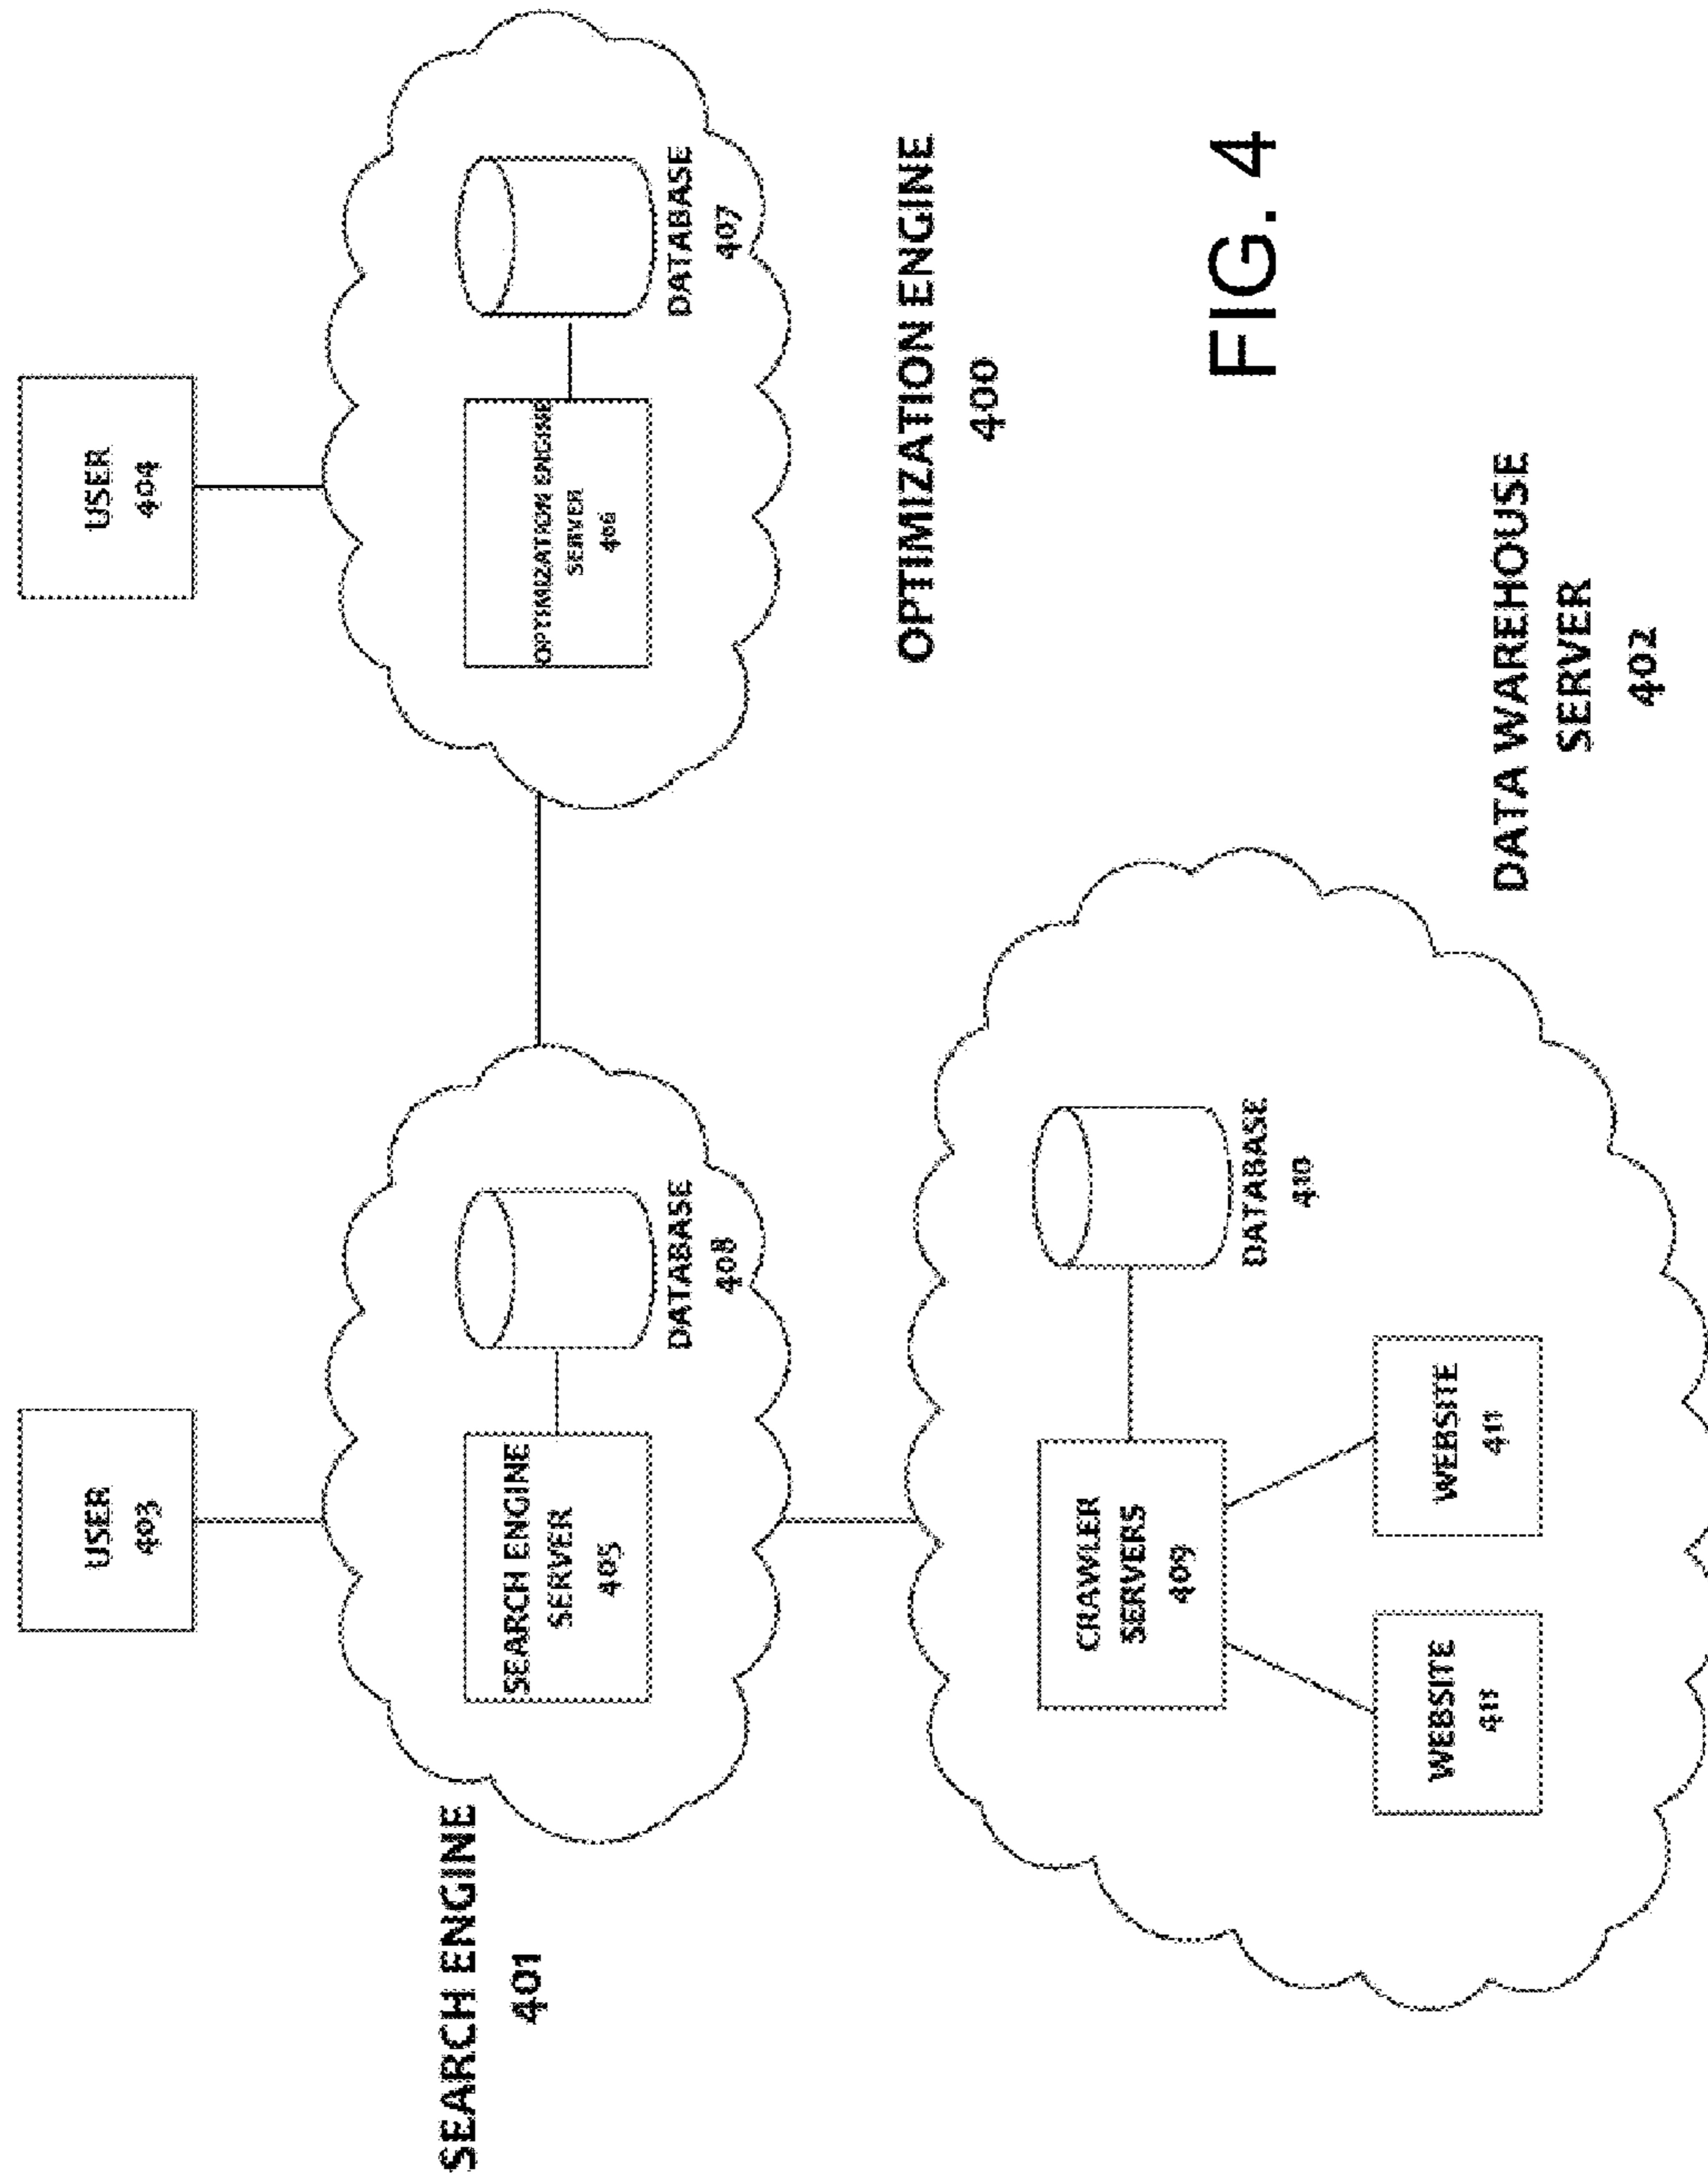 USER
403
USER
404
SEARCH ENGINE
401
SEARCH ENGINE
SERVER
405
DATABASE
408
OPTIMIZATION ENGINE
SERVER
406
DATABASE
407
OPTIMIZATION ENGINE
400
CRAWLER
SERVERS
409
DATABASE
410
WEBSITE
411
WEBSITE
411
DATA WAREHOUSE
SERVER
402
FIG. 4